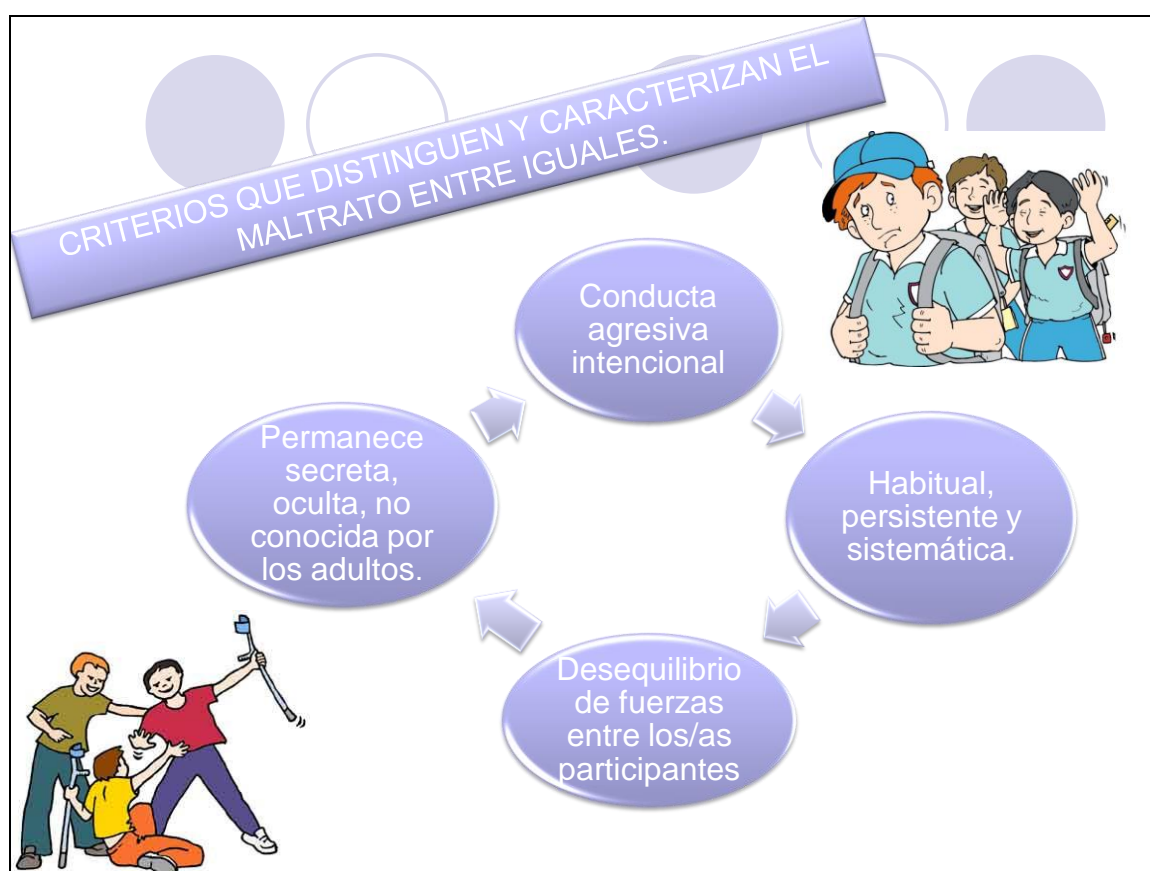 CRITERIOS QUE DISTINGUEN Y CARACTERIZAN EL
MALTRATO ENTRE IGUALES.
Conducta
agresiva
intencional
Habitual,
persistente y
sistemática.
Desequilibrio
de fuerzas
entre los/as
participantes
Permanece
secreta,
oculta, no
conocida por
los adultos.